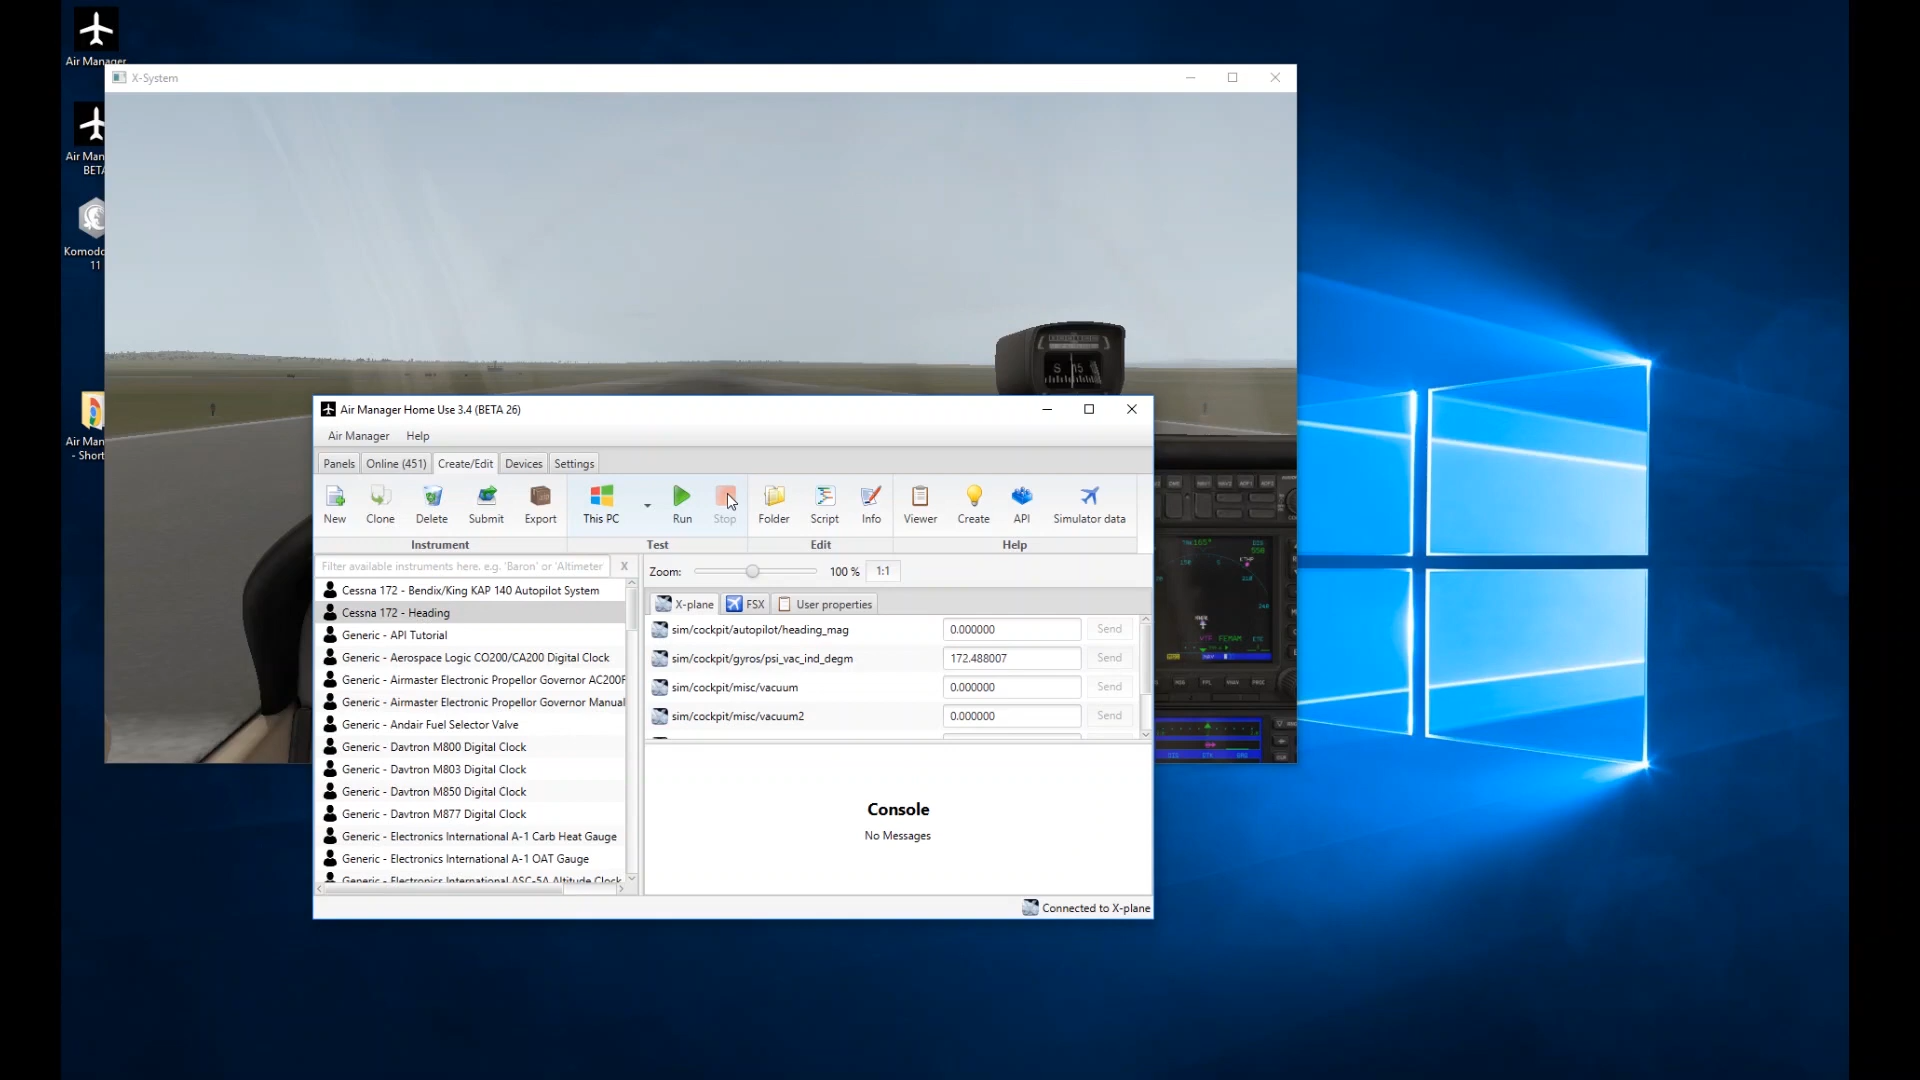 Air Manager
X-System
Air Man
BETA
Komodo
11
Air Man
- Short
S 15
Air Manager Home Use 3.4 (BETA 26)
Air Manager Help
Panels Online (451) Create/Edit Devices Settings
New Clone Delete Submit Export This PC Run Stop Folder Script Info Viewer Create API Simulator data
Instrument Test Edit Help
Filter available instruments here. e.g. 'Baron' or 'Altimeter X
Zoom: 100 % 1:1
Cessna 172 - Bendix/King KAP 140 Autopilot System
Cessna 172 - Heading
Generic - API Tutorial
Generic - Aerospace Logic CO200/CA200 Digital Clock
Generic - Airmaster Electronic Propellor Governor AC200F
Generic - Airmaster Electronic Propellor Governor Manual
Generic - Andair Fuel Selector Valve
Generic - Davtron M800 Digital Clock
Generic - Davtron M803 Digital Clock
Generic - Davtron M850 Digital Clock
Generic - Davtron M877 Digital Clock
Generic - Electronics International A-1 Carb Heat Gauge
Generic - Electronics International A-1 OAT Gauge
Generic - Electronics International ASC-5A Altitude Clock
X-plane FSX User properties
sim/cockpit/autopilot/heading_mag 0.000000 Send
sim/cockpit/gyros/psi_vac_ind_degm 172.488007 Send
sim/cockpit/misc/vacuum 0.000000 Send
sim/cockpit/misc/vacuum2 0.000000 Send
Console
No Messages
Connected to X-plane